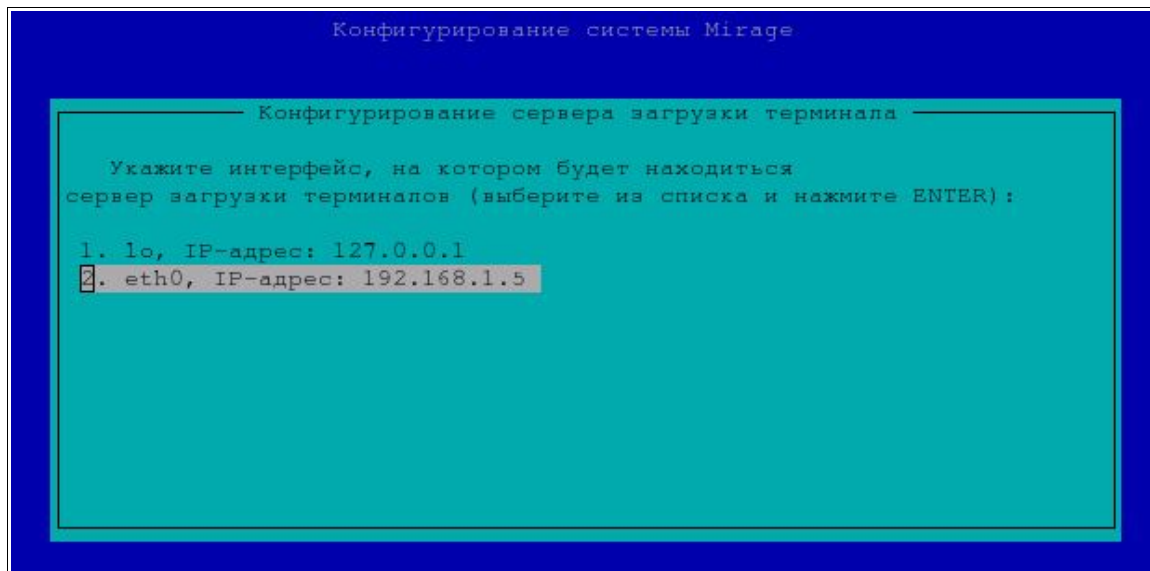 Конфигурирование системы Mirage
Конфигурирование сервера загрузки терминала
Укажите интерфейс, на котором будет находиться
сервер загрузки терминалов (выберите из списка и нажмите ENTER):
1. lo, IP-адрес: 127.0.0.1
2. eth0, IP-адрес: 192.168.1.5